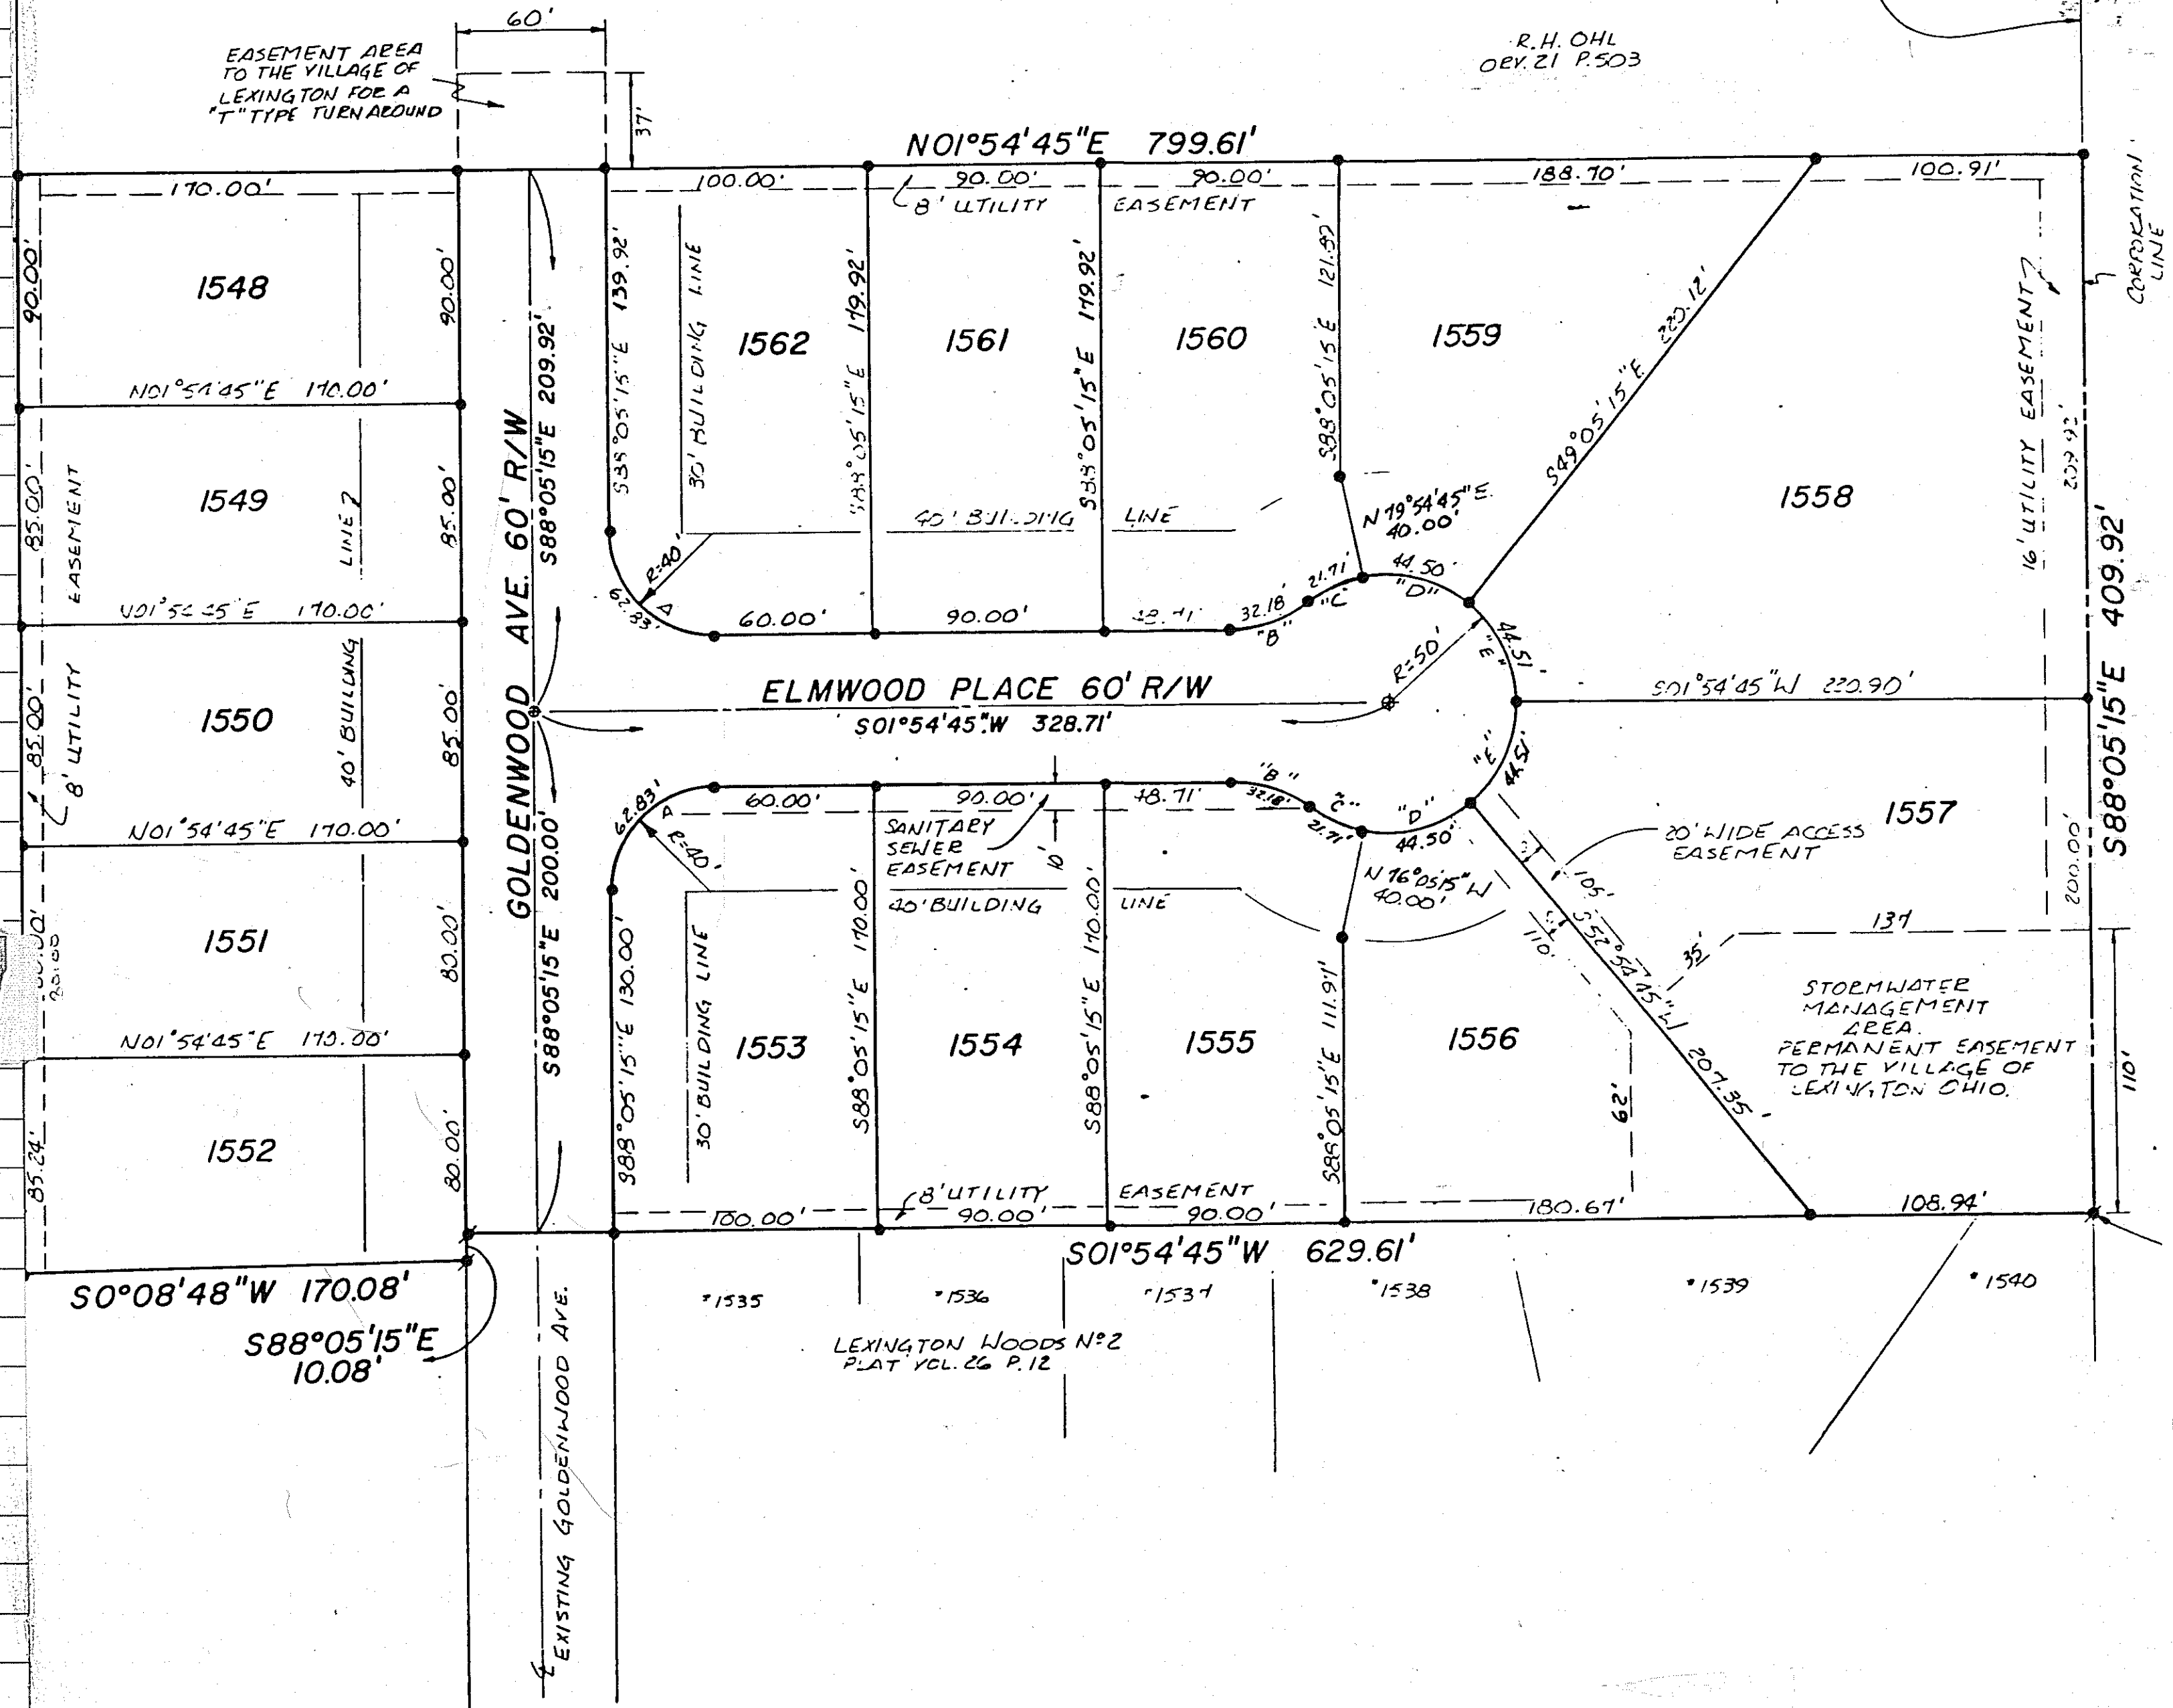 60'
EASEMENT AREA
TO THE VILLAGE OF
LEXINGTON FOR A
"T" TYPE TURNAROUND
37'
R.H. OHL
ORV. 21 P. 503
N01°54'45"E 799.61'
170.00'
100.00'
90.00'
90.00'
188.70'
100.91'
8' UTILITY EASEMENT
CORPORATION
LINE
90.00'
1548
90.00'
N01°54'45"E 170.00'
85.00'
1549
85.00'
8' UTILITY EASEMENT
40' BUILDING LINE
170.00'
85.00'
1550
85.00'
N01°54'45"E 170.00'
1551
80.00'
N01°54'45"E 170.00'
85.24'
1552
80.00'
S0°08'48"W 170.08'
S88°05'15"E
10.08'
GOLDENWOOD AVE. 60' R/W
S88°05'15"E 209.92'
S88°05'15"E 200.00'
S88°05'15"E 139.92'
30' BUILDING LINE
1562
S88°05'15"E 179.92'
1561
S88°05'15"E 179.92'
1560
S88°05'15"E 121.87'
1559
S49°05'15"E 220.12'
1558
16' UTILITY EASEMENT
209.92'
S88°05'15"E 409.92'
40' BUILDING LINE
N79°54'45"E
40.00'
R=40'
62.83'
A
60.00'
90.00'
32.18'
"B"
21.71'
"C"
44.50'
"D"
44.51'
"E"
R=50'
ELMWOOD PLACE 60' R/W
S01°54'45"W 328.71'
S01°54'45"W 220.90'
62.83'
A
R=40'
60.00'
90.00'
48.71'
"B"
32.18'
"C"
21.71'
"D"
44.50'
"E"
44.51'
SANITARY
SEWER
EASEMENT
10'
40' BUILDING LINE
N76°05'15"W
40.00'
20' WIDE ACCESS
EASEMENT
1557
200.00'
105'
110'
S52°54'45"W 207.35'
35'
137
S88°05'15"E 130.00'
30' BUILDING LINE
1553
S88°05'15"E 170.00'
1554
S88°05'15"E 170.00'
1555
S88°05'15"E 111.97'
1556
62'
STORMWATER
MANAGEMENT
AREA.
PERMANENT EASEMENT
TO THE VILLAGE OF
LEXINGTON OHIO.
110'
8' UTILITY EASEMENT
100.00'
90.00'
90.00'
180.67'
108.94'
S01°54'45"W 629.61'
1535
1536
1537
1538
1539
1540
LEXINGTON WOODS Nº2
PLAT VOL. 26 P. 12
EXISTING GOLDENWOOD AVE.